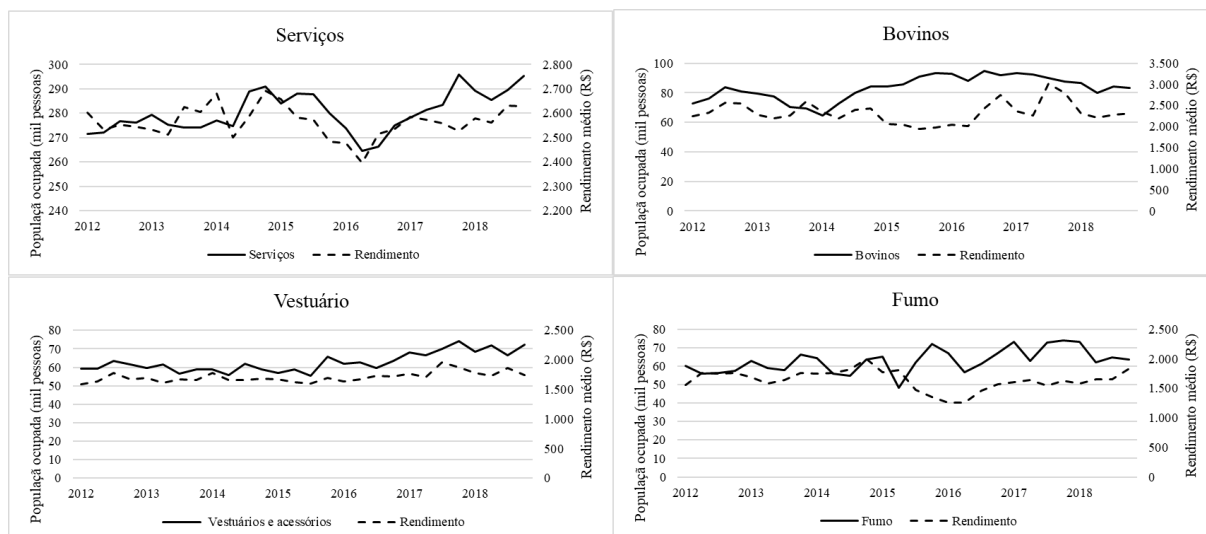 Serviços
Populaçã ocupada (mil pessoas)
300
290
280
270
260
250
240
2.800
2.700
2.600
2.500
2.400
2.300
2.200
Rendimento médio (R$)
2012 2013 2014 2015 2016 2017 2018
Serviços Rendimento
Bovinos
Populaçã ocupada (mil pessoas)
100
80
60
40
20
0
3.500
3.000
2.500
2.000
1.500
1.000
500
0
Rendimento médio (R$)
2012 2013 2014 2015 2016 2017 2018
Bovinos Rendimento
Vestuário
Populaçã ocupada (mil pessoas)
80
70
60
50
40
30
20
10
0
2.500
2.000
1.500
1.000
500
0
Rendimento médio (R$)
2012 2013 2014 2015 2016 2017 2018
Vestuários e acessórios Rendimento
Fumo
Populaçã ocupada (mil pessoas)
80
70
60
50
40
30
20
10
0
2.500
2.000
1.500
1.000
500
0
Rendimento médio (R$)
2012 2013 2014 2015 2016 2017 2018
Fumo Rendimento